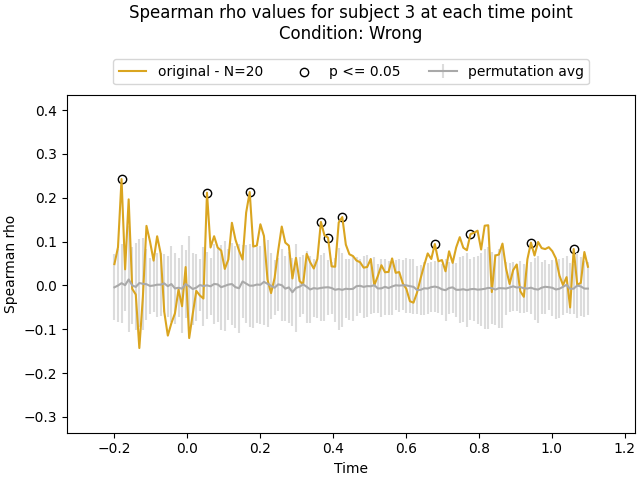 Spearman rho values for subject 3 at each time point
Condition: Wrong
original - N=20 p <= 0.05 permutation avg
0.4
0.3
0.2
0.1
0.0
−0.1
−0.2
−0.3
Spearman rho
−0.2 0.0 0.2 0.4 0.6 0.8 1.0 1.2
Time